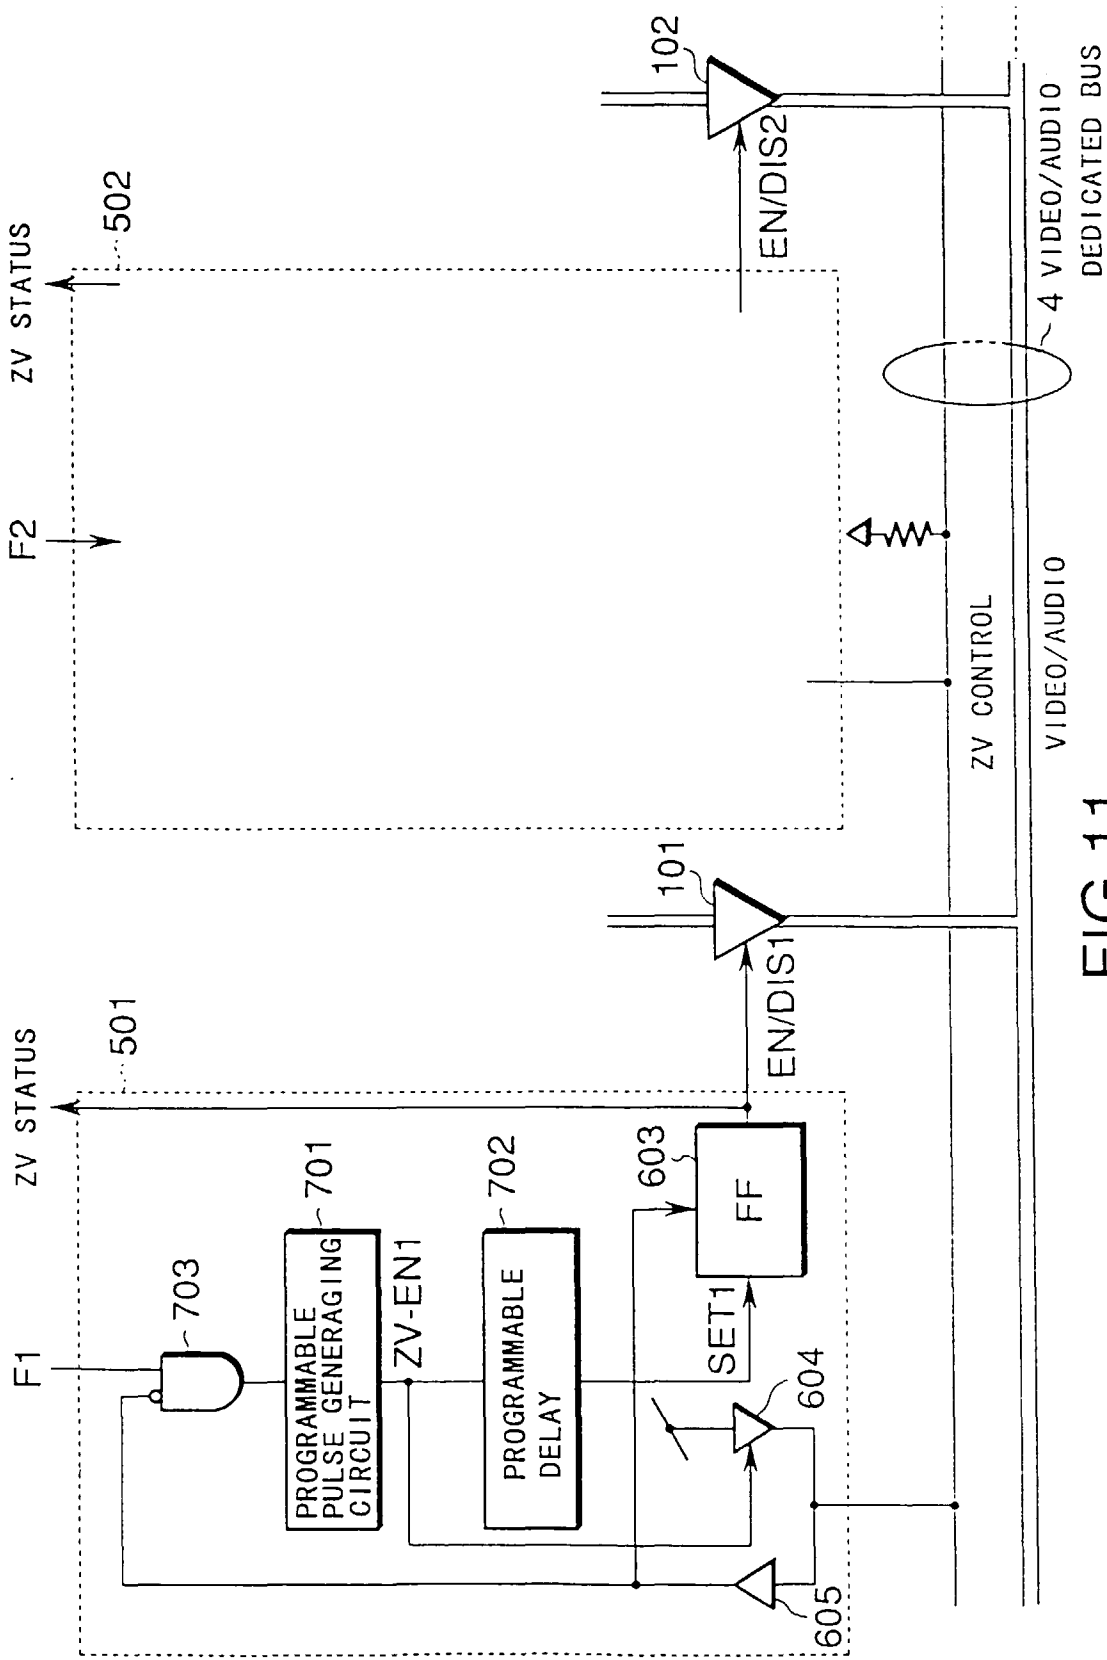 ZV STATUS
501
F1
703
PROGRAMMABLE
PULSE GENERAGING
CIRCUIT
701
ZV-EN1
PROGRAMMABLE
DELAY
702
603
FF
SET1
604
605
EN/DIS1
101
ZV STATUS
502
F2
102
EN/DIS2
ZV CONTROL
VIDEO/AUDIO
4 VIDEO/AUDIO
DEDICATED BUS
FIG.11